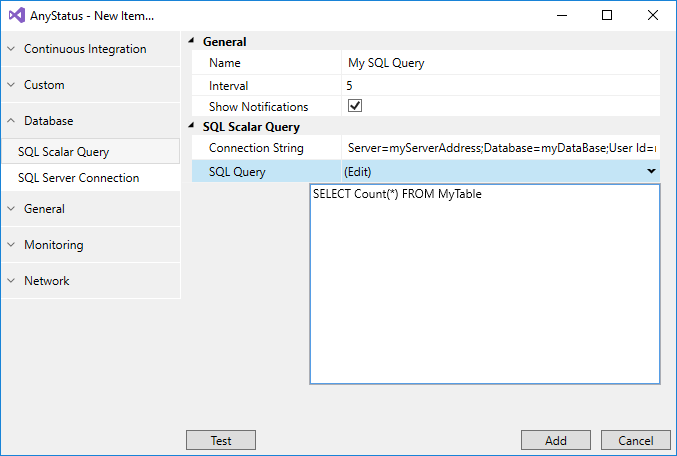 AnyStatus - New Item...
Continuous Integration
Custom
Database
SQL Scalar Query
SQL Server Connection
General
Monitoring
Network
General
Name My SQL Query
Interval 5
Show Notifications
SQL Scalar Query
Connection String Server=myServerAddress;Database=myDataBase;User Id=
SQL Query (Edit)
SELECT Count(*) FROM MyTable
Test Add Cancel